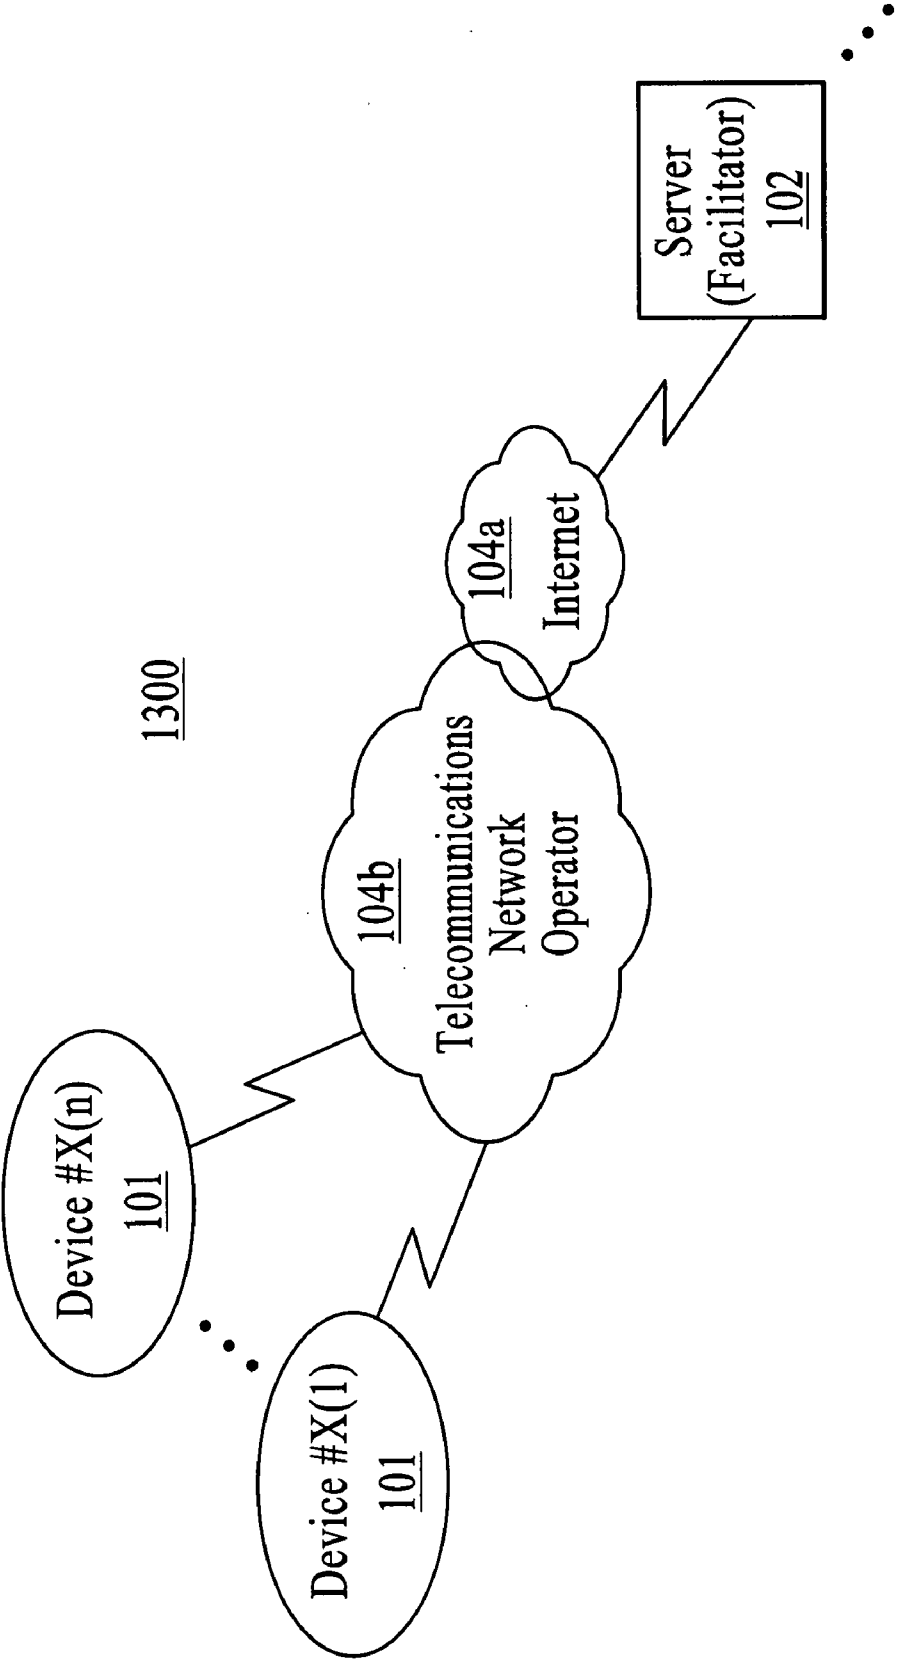 1300
Device #X(n)
101
Device #X(1)
101
104b
Telecommunications
Network
Operator
104a
Internet
Server
(Facilitator)
102